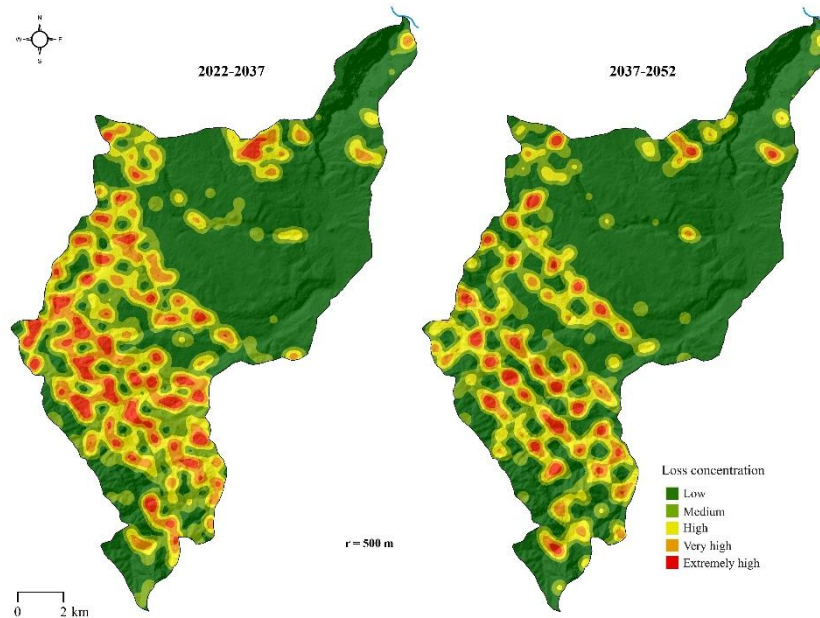 N
W E
S
2022-2037
2037-2052
Loss concentration
Low
Medium
High
Very high
Extremely high
r = 500 m
0 2 km